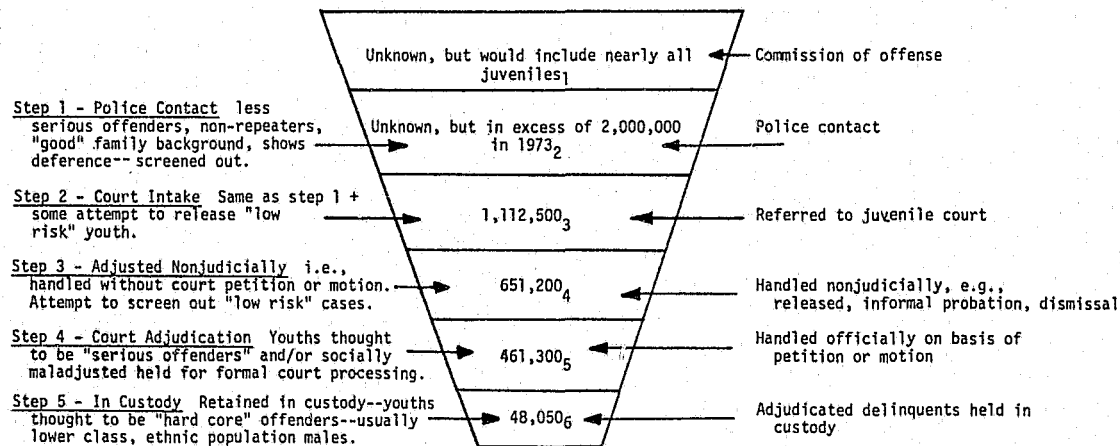 Unknown, but would include nearly all
juveniles1
Commission of offense
Step 1 - Police Contact less
serious offenders, non-repeaters,
"good" family background, shows
deference-- screened out.
Unknown, but in excess of 2,000,000
in 19732
Police contact
Step 2 - Court Intake Same as step 1 +
some attempt to release "low
risk" youth.
1,112,5003
Referred to juvenile court
Step 3 - Adjusted Nonjudicially i.e.,
handled without court petition or motion.
Attempt to screen out "low risk" cases.
651,2004
Handled nonjudicially, e.g.,
released, informal probation, dismissal
Step 4 - Court Adjudication Youths thought
to be "serious offenders" and/or socially
maladjusted held for formal court processing.
461,3005
Handled officially on basis of
petition or motion
Step 5 - In Custody Retained in custody--youths
thought to be "hard core" offenders--usually
lower class, ethnic population males.
48,0506
Adjudicated delinquents held in
custody